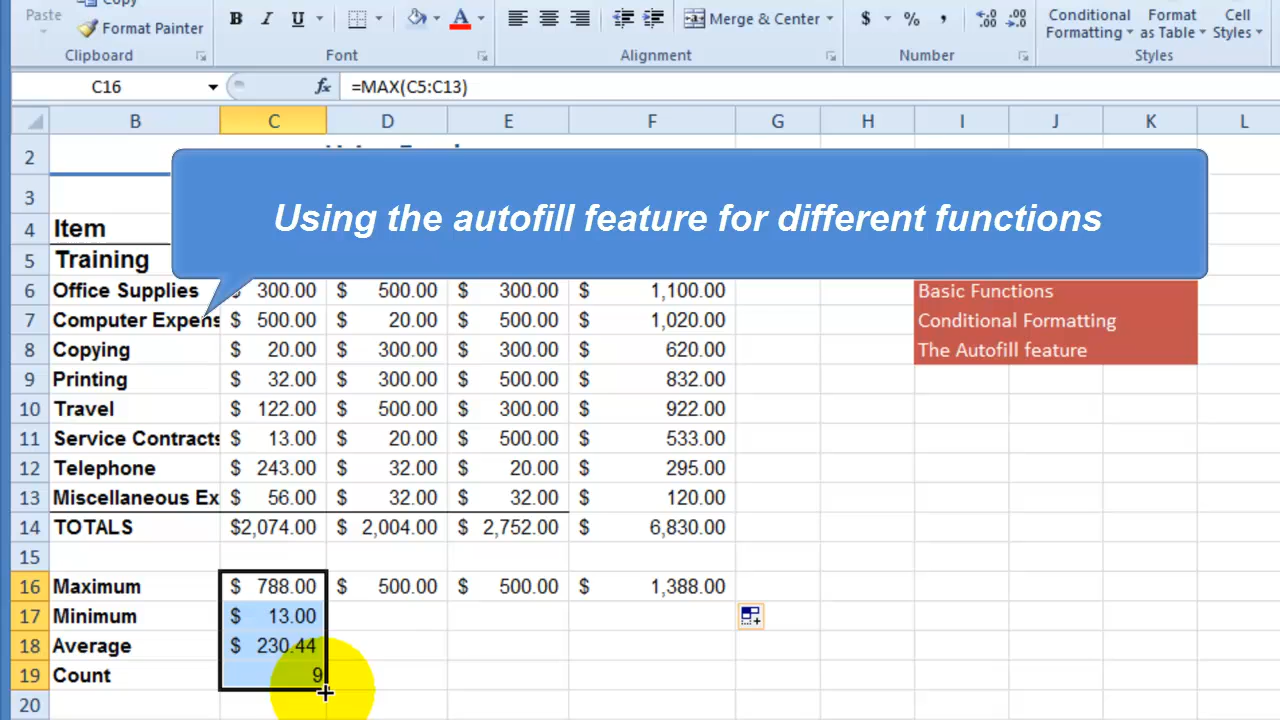 Paste Copy
Format Painter
B I U A Merge & Center $ % , .00 .00 Conditional Formatting Format as Table Cell Styles
Clipboard Font Alignment Number Styles
C16 fx =MAX(C5:C13)
B C D E F G H I J K L
2
3
4 Item
5 Training
Using the autofill feature for different functions
6 Office Supplies $ 300.00 $ 500.00 $ 300.00 $ 1,100.00 Basic Functions
7 Computer Expens $ 500.00 $ 20.00 $ 500.00 $ 1,020.00 Conditional Formatting
8 Copying $ 20.00 $ 300.00 $ 300.00 $ 620.00 The Autofill feature
9 Printing $ 32.00 $ 300.00 $ 500.00 $ 832.00
10 Travel $ 122.00 $ 500.00 $ 300.00 $ 922.00
11 Service Contracts $ 13.00 $ 20.00 $ 500.00 $ 533.00
12 Telephone $ 243.00 $ 32.00 $ 20.00 $ 295.00
13 Miscellaneous Ex $ 56.00 $ 32.00 $ 32.00 $ 120.00
14 TOTALS $2,074.00 $ 2,004.00 $ 2,752.00 $ 6,830.00
15
16 Maximum $ 788.00 $ 500.00 $ 500.00 $ 1,388.00
17 Minimum $ 13.00
18 Average $ 230.44
19 Count 9
20